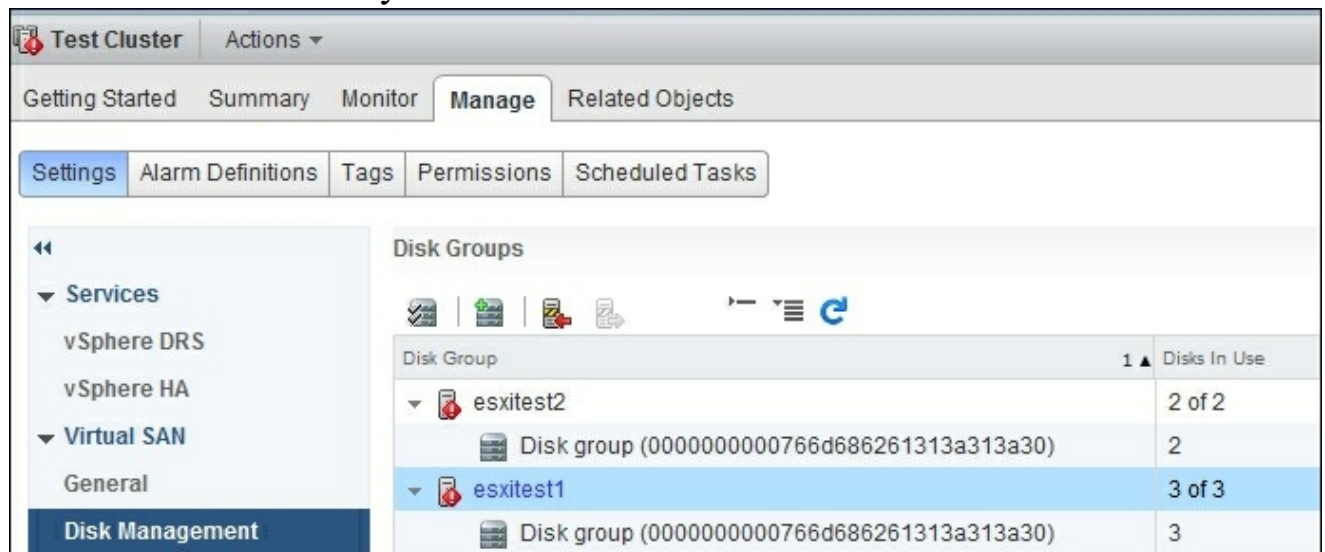 Test Cluster Actions
Getting Started Summary Monitor Manage Related Objects
Settings Alarm Definitions Tags Permissions Scheduled Tasks
Disk Groups
Services
vSphere DRS
vSphere HA
Virtual SAN
General
Disk Management
Disk Group 1 Disks In Use
esxitest2 2 of 2
Disk group (0000000000766d686261313a313a30) 2
esxitest1 3 of 3
Disk group (0000000000766d686261313a313a30) 3